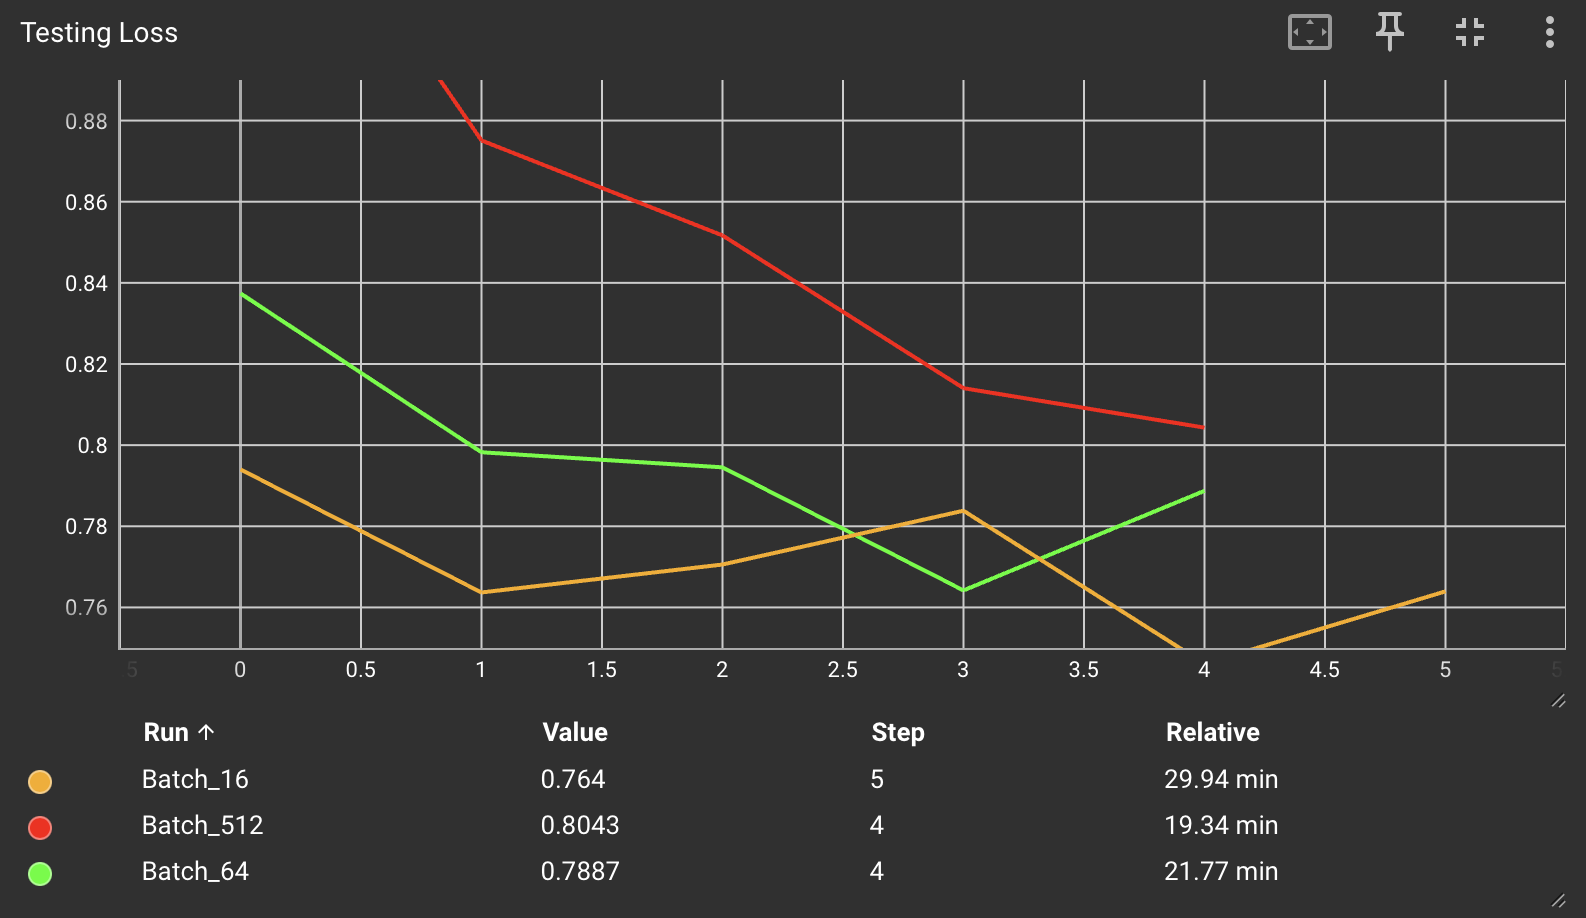 Testing Loss
0.88
0.86
0.84
0.82
0.8
0.78
0.76
5 0 0.5 1 1.5 2 2.5 3 3.5 4 4.5 5 5
Run ↑ Value Step Relative
Batch_16 0.764 5 29.94 min
Batch_512 0.8043 4 19.34 min
Batch_64 0.7887 4 21.77 min